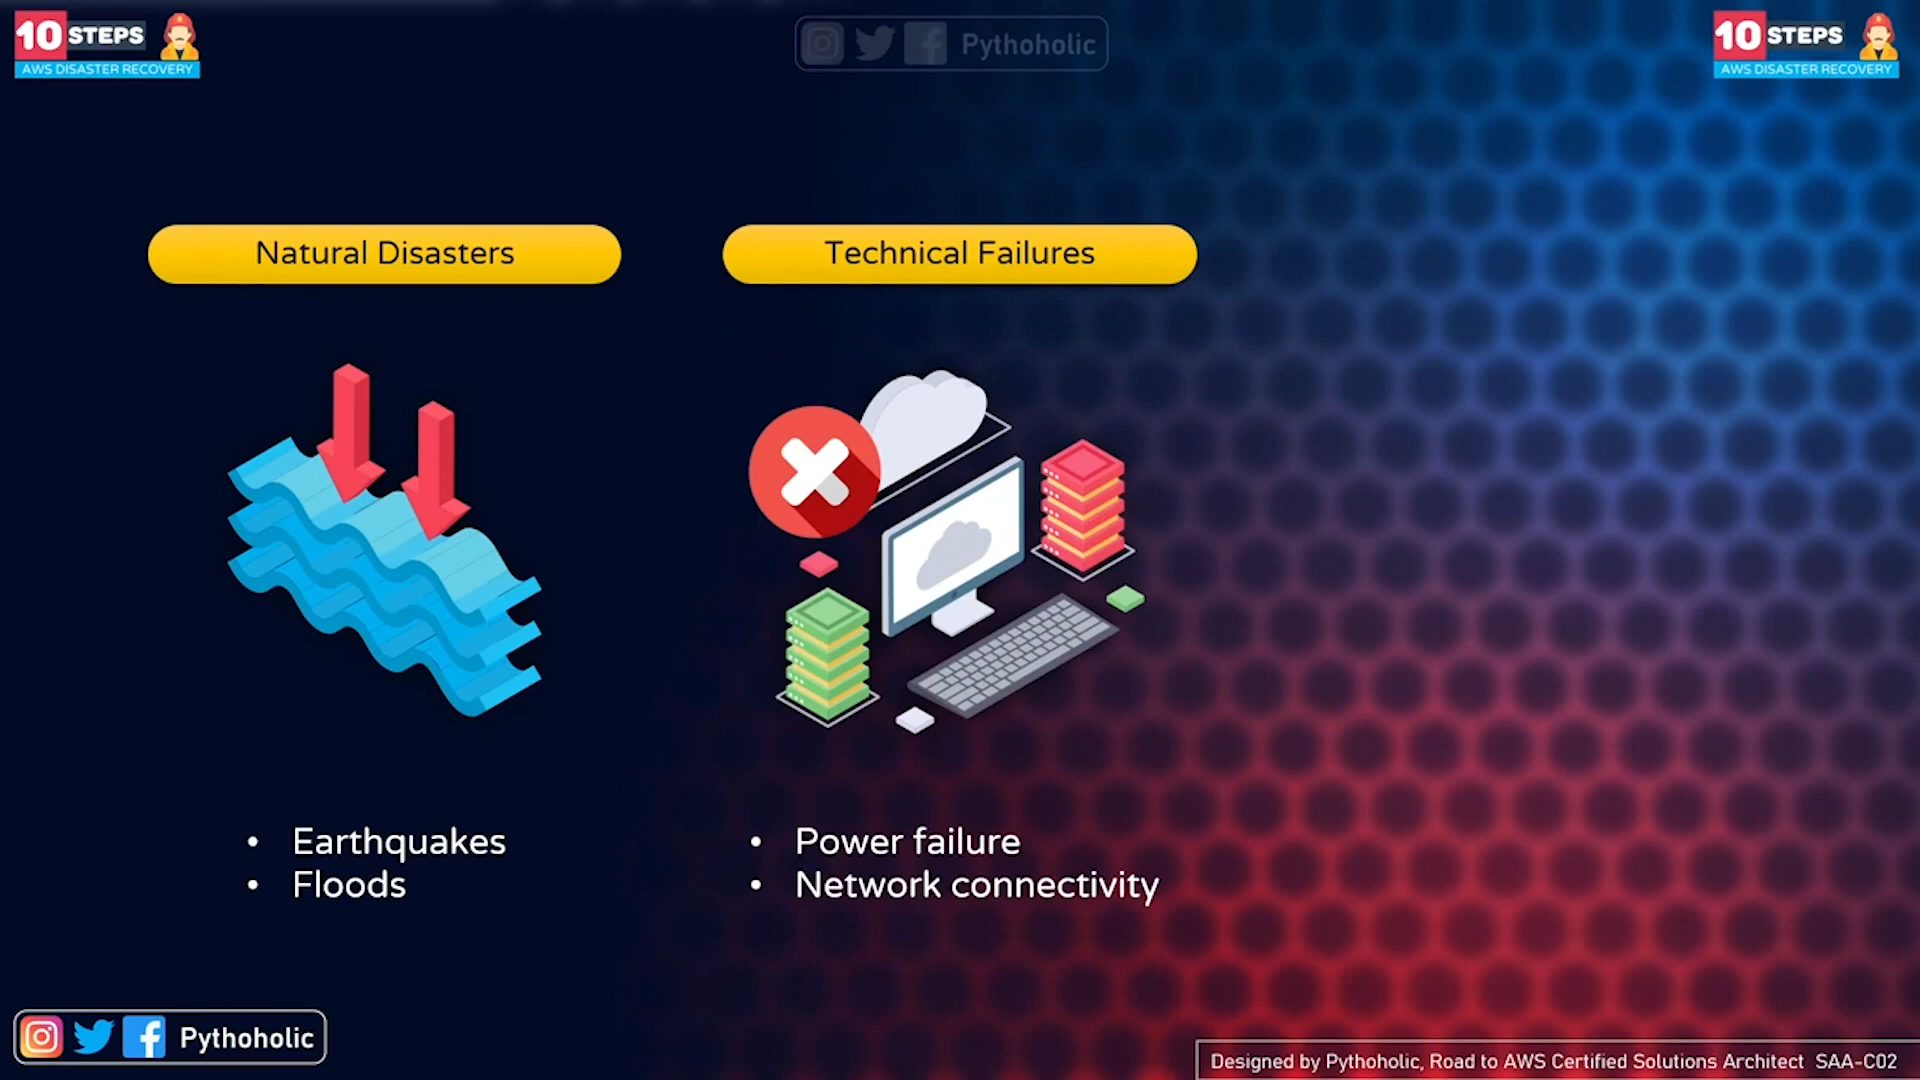 10 STEPS
AWS DISASTER RECOVERY
Pythoholic
10 STEPS
AWS DISASTER RECOVERY
Natural Disasters
Technical Failures
• Earthquakes
• Floods
• Power failure
• Network connectivity
Pythoholic
Designed by Pythoholic, Road to AWS Certified Solutions Architect SAA-C02